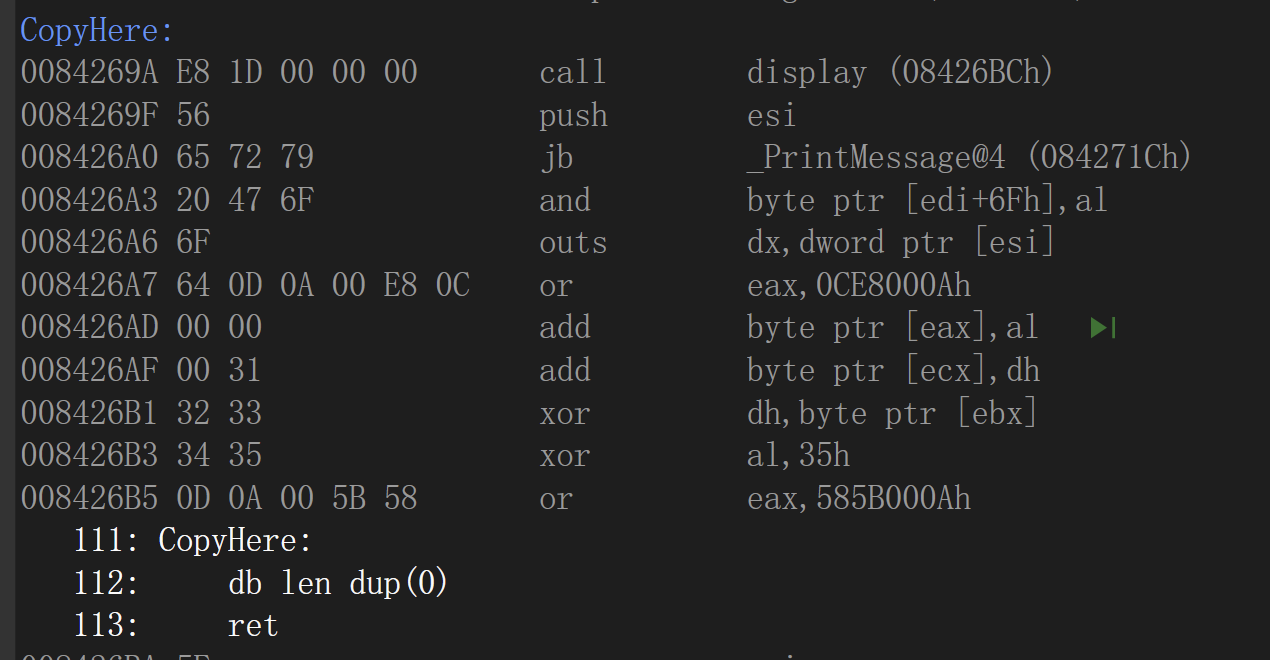 CopyHere:
0084269A E8 1D 00 00 00 call display (08426BCh)
0084269F 56 push esi
008426A0 65 72 79 jb _PrintMessage@4 (084271Ch)
008426A3 20 47 6F and byte ptr [edi+6Fh],al
008426A6 6F outs dx,dword ptr [esi]
008426A7 64 0D 0A 00 E8 0C or eax,0CE8000Ah
008426AD 00 00 add byte ptr [eax],al
008426AF 00 31 add byte ptr [ecx],dh
008426B1 32 33 xor dh,byte ptr [ebx]
008426B3 34 35 xor al,35h
008426B5 0D 0A 00 5B 58 or eax,585B000Ah
111: CopyHere:
112: db len dup(0)
113: ret